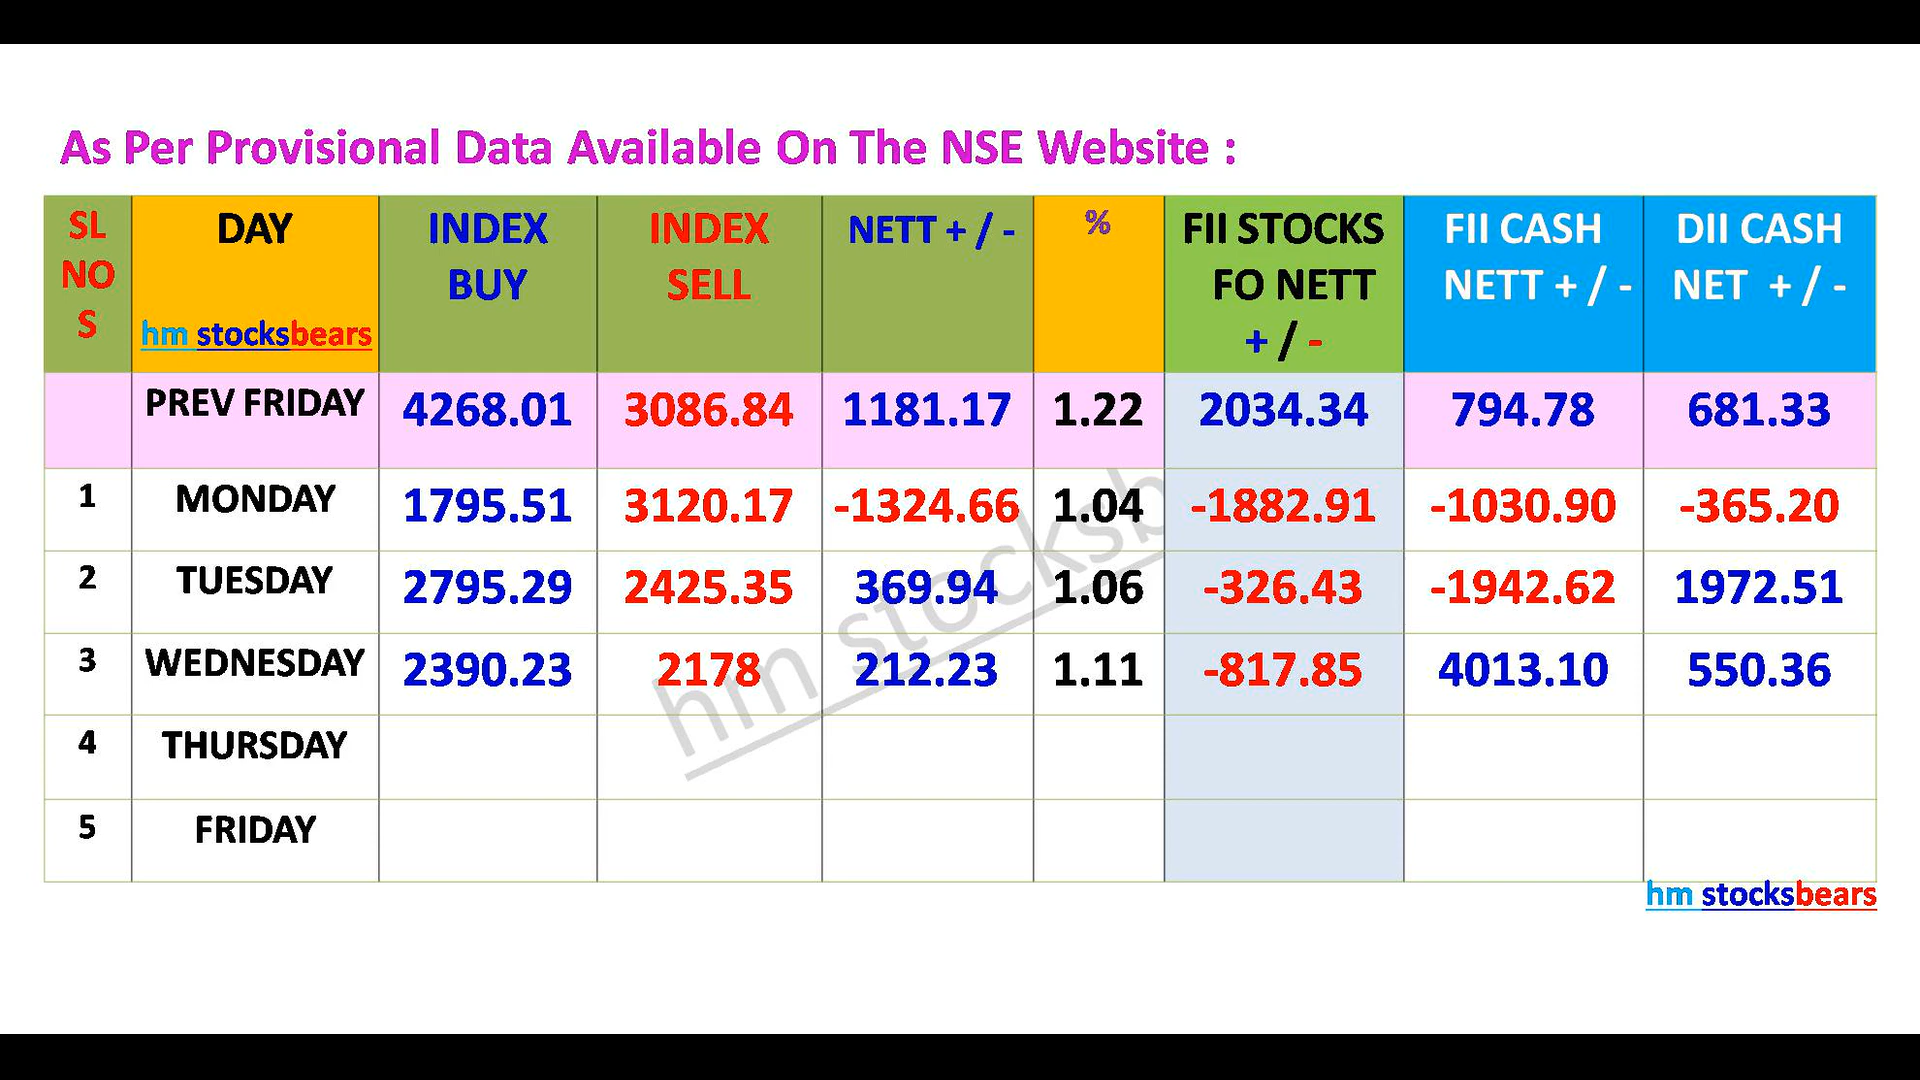 As Per Provisional Data Available On The NSE Website :
SL NO S DAY hm stocksbears INDEX BUY INDEX SELL NETT + / - % FII STOCKS FO NETT + / - FII CASH NETT + / - DII CASH NET + / -
PREV FRIDAY 4268.01 3086.84 1181.17 1.22 2034.34 794.78 681.33
1 MONDAY 1795.51 3120.17 -1324.66 1.04 -1882.91 -1030.90 -365.20
2 TUESDAY 2795.29 2425.35 369.94 1.06 -326.43 -1942.62 1972.51
3 WEDNESDAY 2390.23 2178 212.23 1.11 -817.85 4013.10 550.36
4 THURSDAY
5 FRIDAY
hm stocksb
hm stocksbears